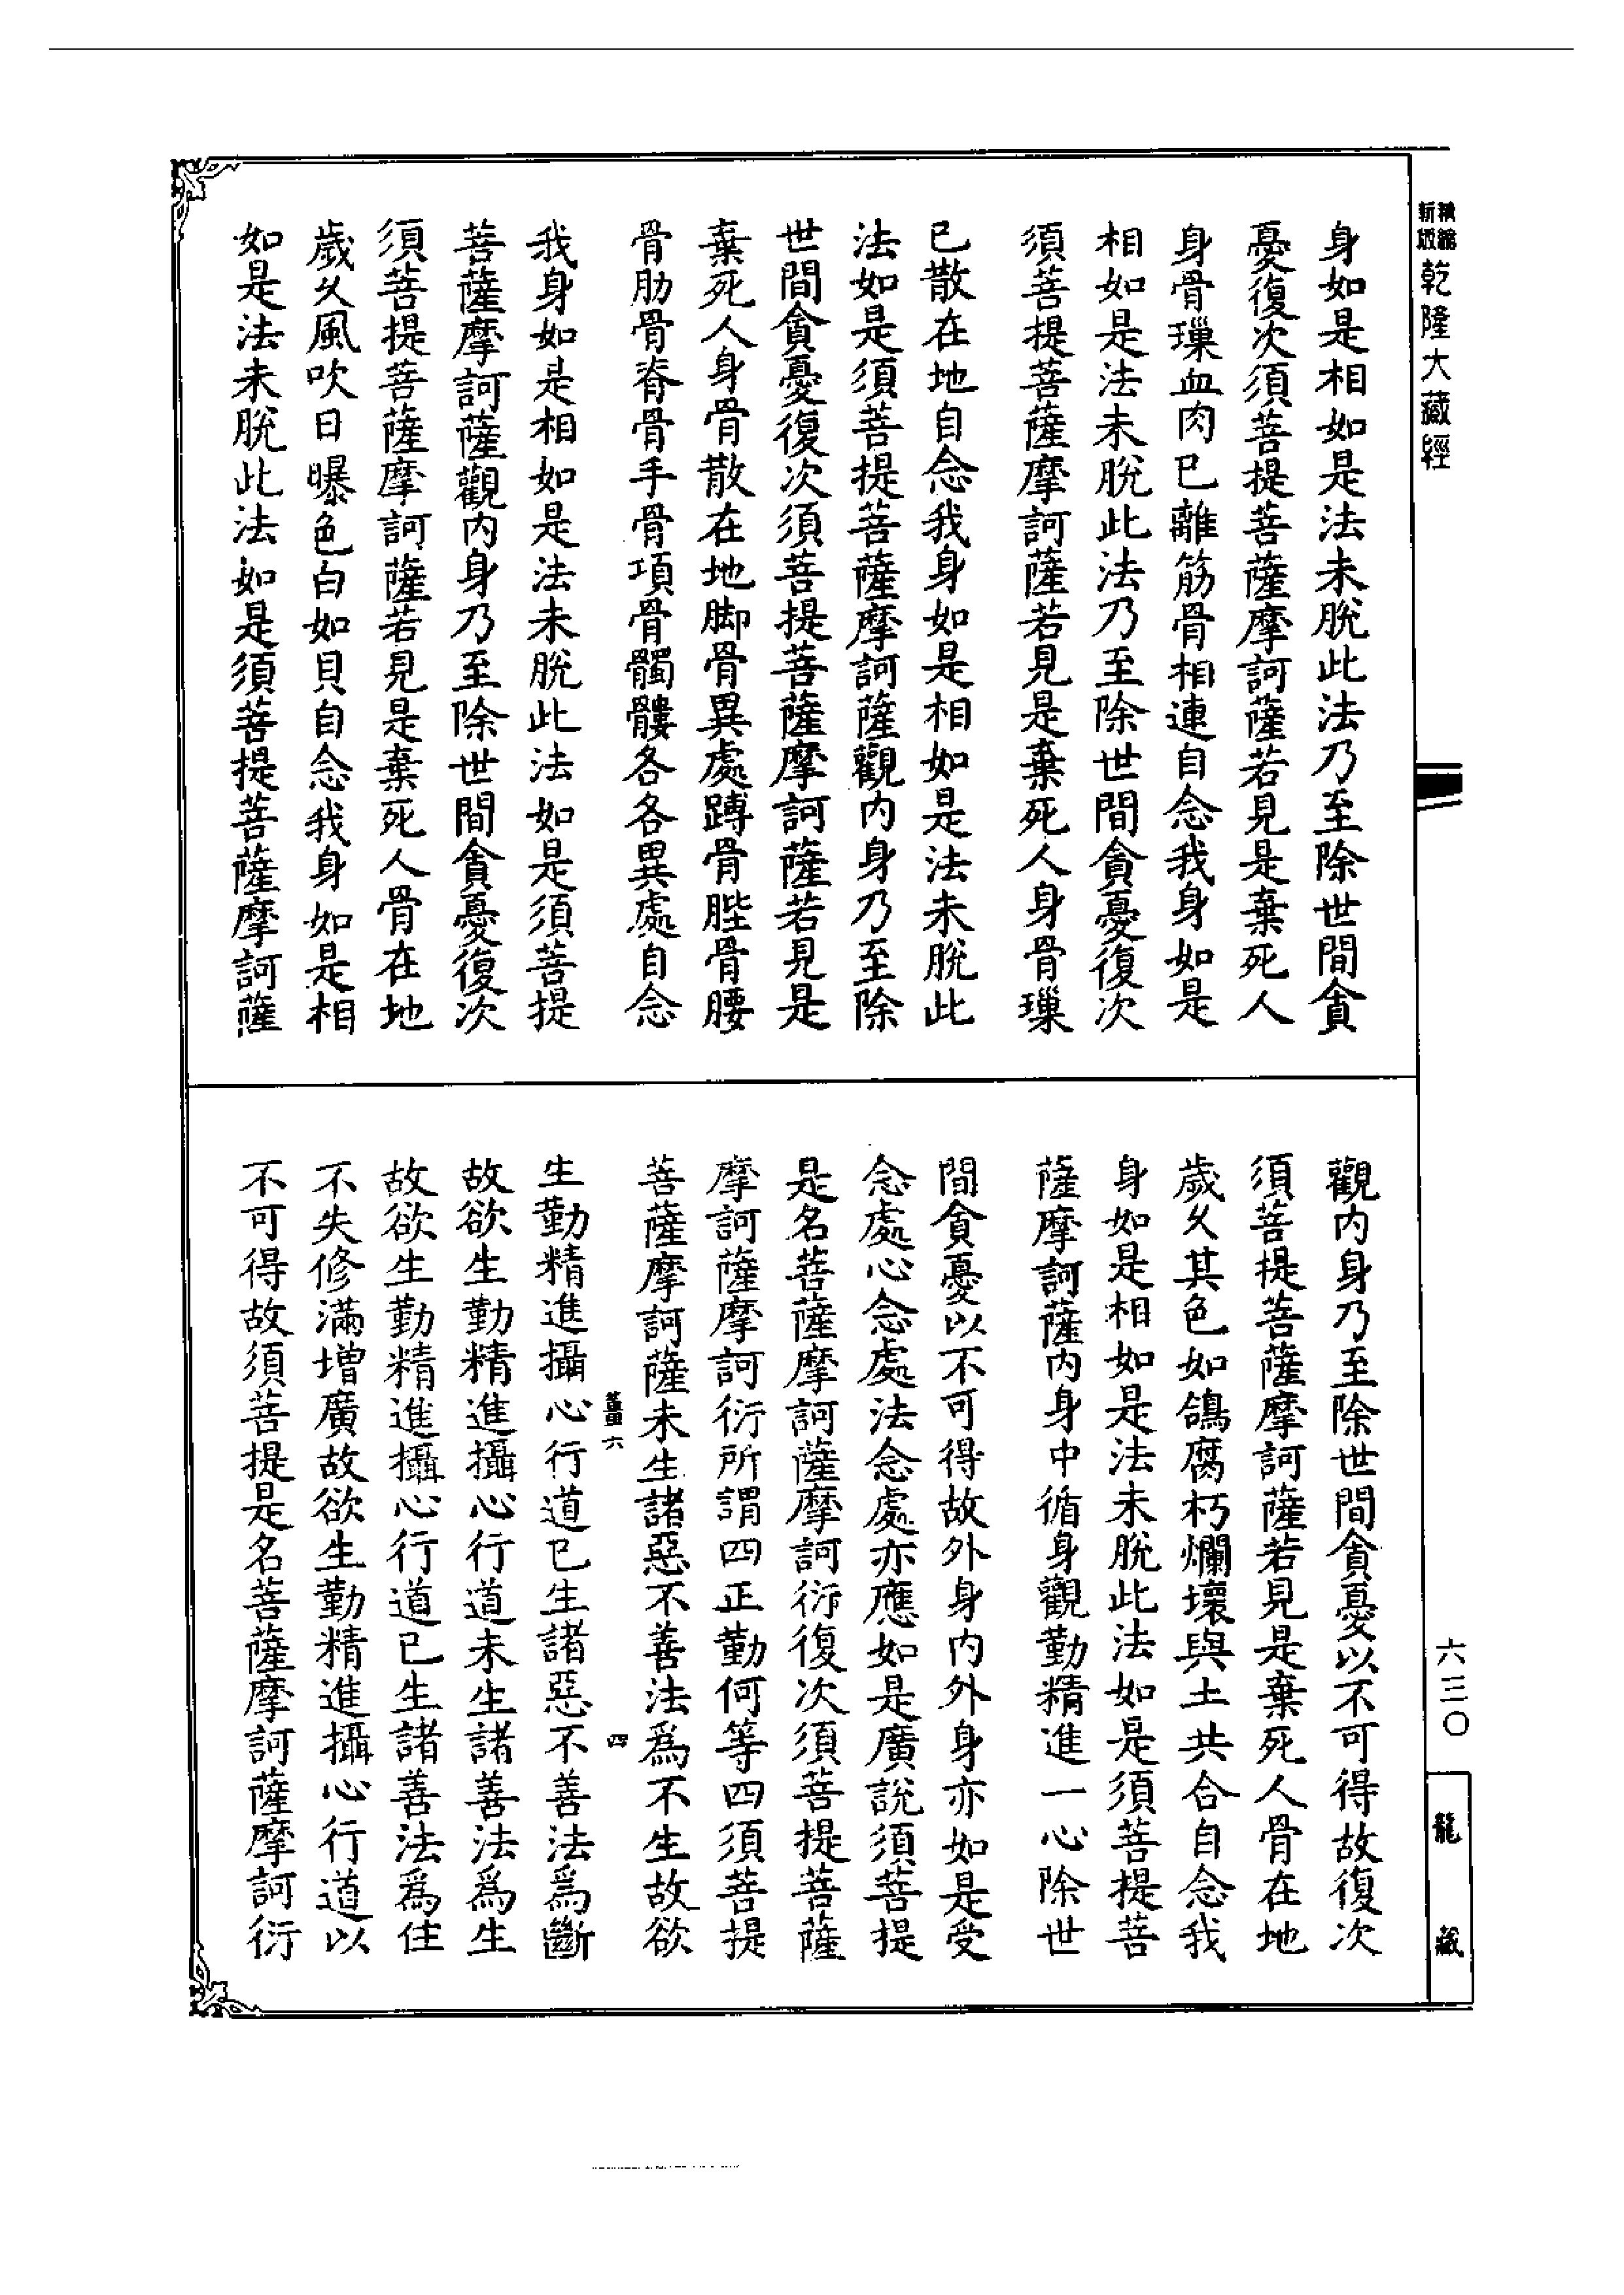 精編
新版
乾隆大藏經
身如是相如是法未脫此法乃至除世間貪
憂復次須菩提菩薩摩訶薩若見是棄死人
身骨璅血肉已離筋骨相連自念我身如是
相如是法未脫此法乃至除世間貪憂復次
須菩提菩薩摩訶薩若見是棄死人身骨璅
已散在地自念我身如是相如是法未脫此
法如是須菩提菩薩摩訶薩觀內身乃至除
世間貪憂復次須菩提菩薩摩訶薩若見是
棄死人身骨散在地脚骨異處蹲骨䏶骨腰
骨肋骨脊骨手骨項骨髑髏各各異處自念
我身如是相如是法未脫此法如是須菩提
菩薩摩訶薩觀內身乃至除世間貪憂復次
須菩提菩薩摩訶薩若見是棄死人骨在地
歲久風吹日曝色白如貝自念我身如是相
如是法未脫此法如是須菩提菩薩摩訶薩
觀內身乃至除世間貪憂以不可得故復次
須菩提菩薩摩訶薩若見是棄死人骨在地
歲久其色如鴿腐朽爛壞與土共合自念我
身如是相如是法未脫此法如是須菩提菩
薩摩訶薩內身中循身觀勤精進一心除世
間貪憂以不可得故外身內外身亦如是受
念處心念處法念處亦應如是廣說須菩提
是名菩薩摩訶薩摩訶衍復次須菩提菩薩
摩訶薩摩訶衍所謂四正勤何等四須菩提
菩薩摩訶薩未生諸惡不善法為不生故欲
薑六
四
生勤精進攝心行道已生諸惡不善法爲斷
故欲生勤精進攝心行道未生諸善法爲生
故欲生勤精進攝心行道已生諸善法爲住
不失修滿增廣故欲生勤精進攝心行道以
不可得故須菩提是名菩薩摩訶薩摩訶衍
六三〇
龍藏